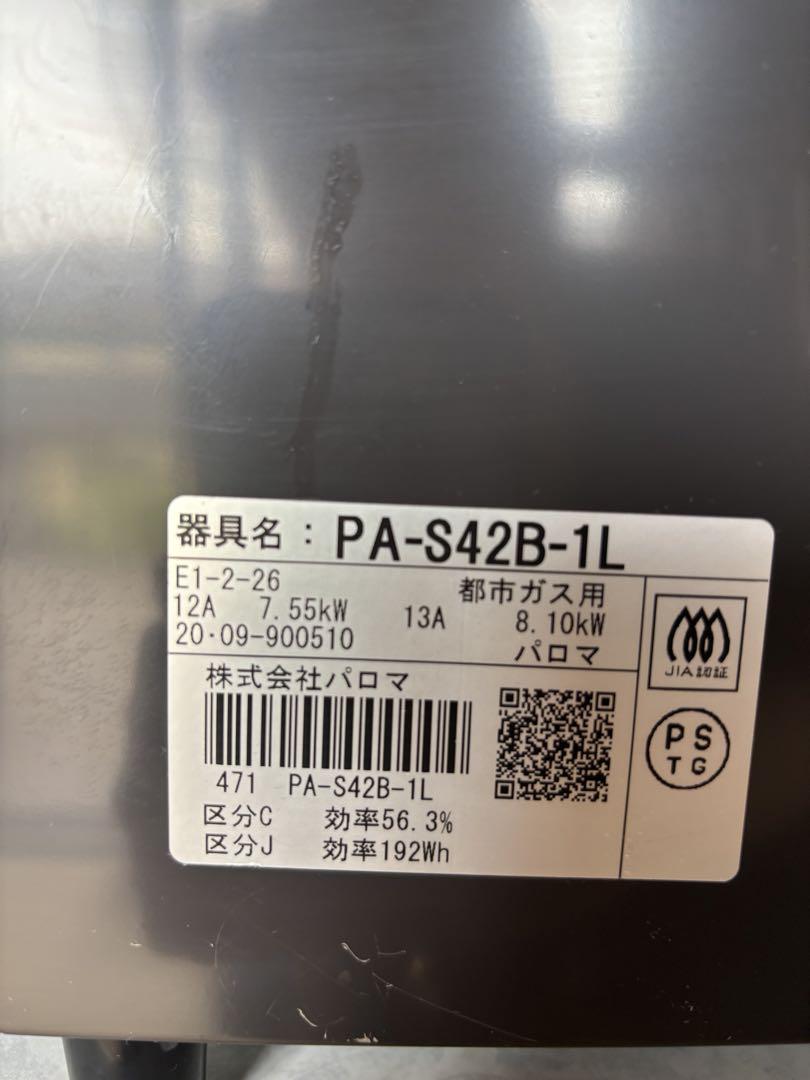 器具名：PA-S42B-1L
E1-2-26 都市ガス用
12A 7.55kW 13A 8.10kW
20・09-900510 パロマ
JIA認証
株式会社パロマ
PS
TG
471 PA-S42B-1L
区分C 効率56.3%
区分J 効率192Wh